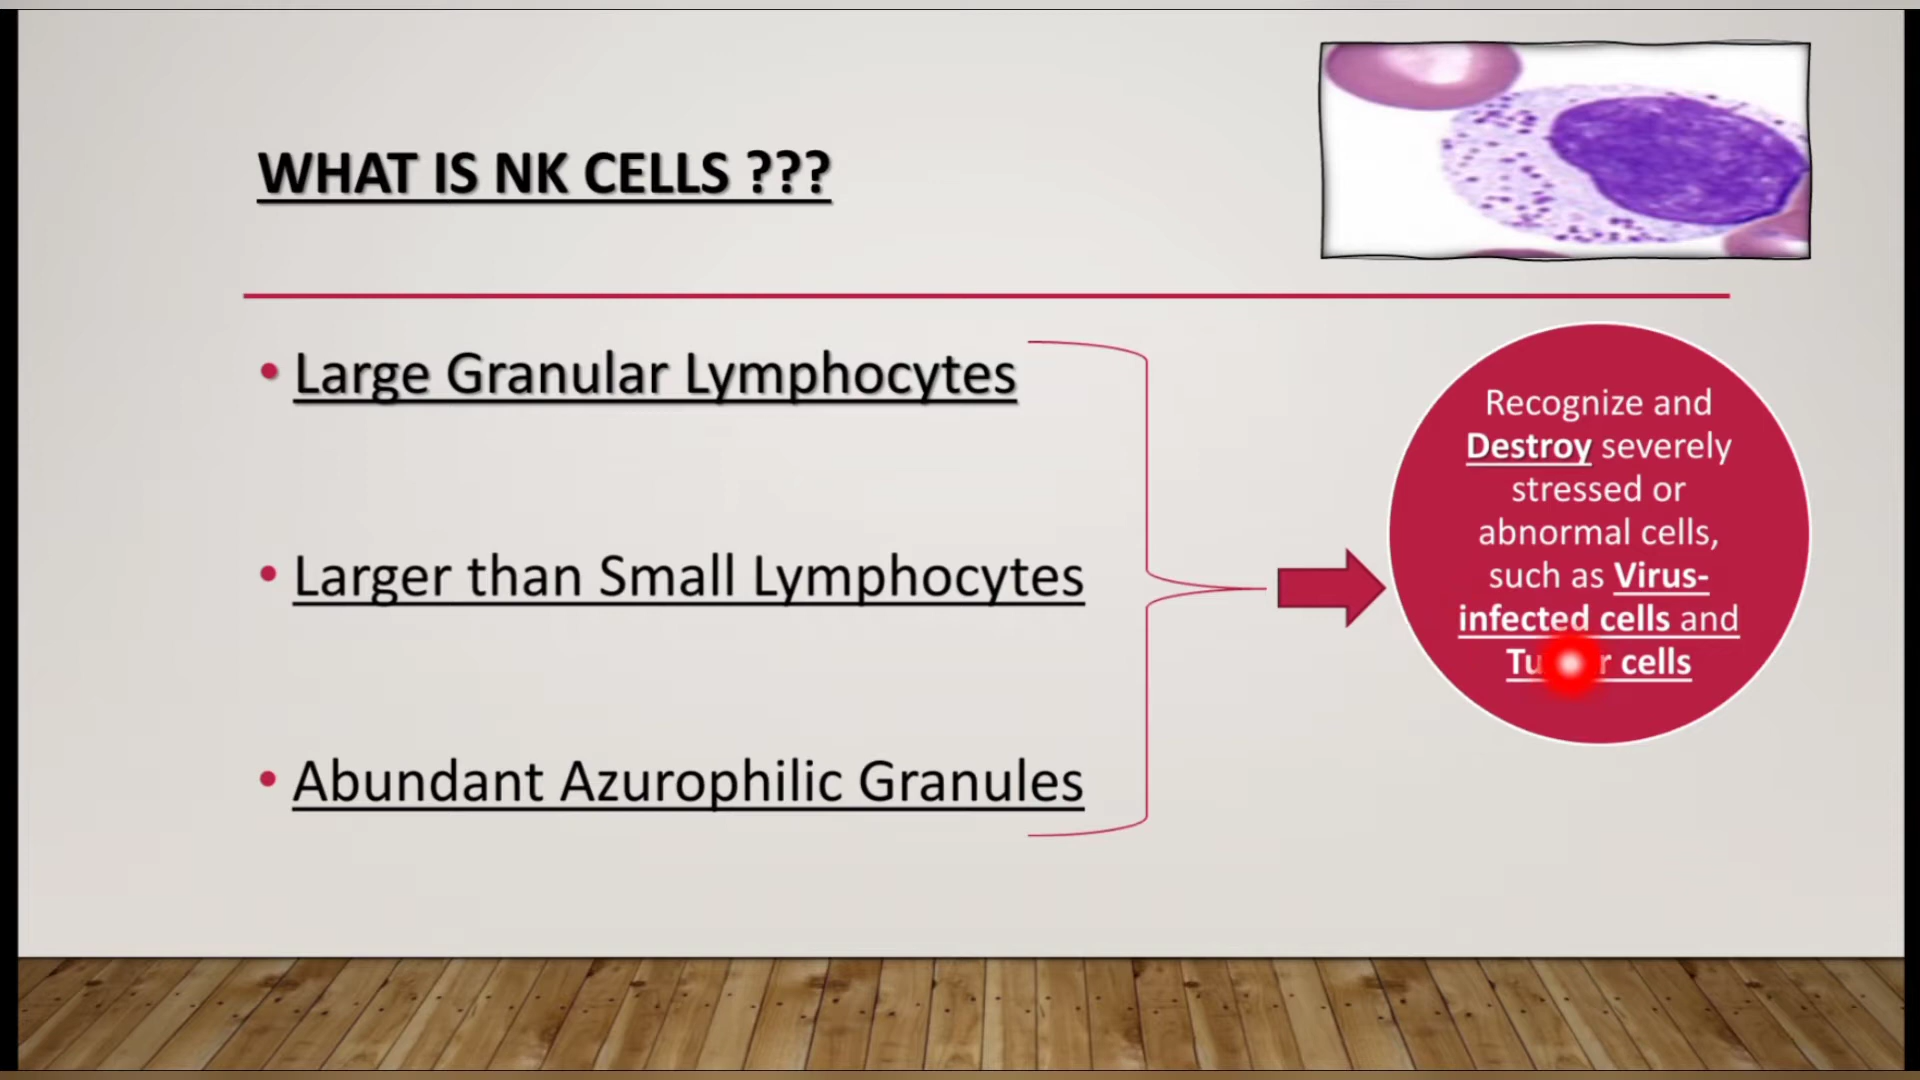 WHAT IS NK CELLS ???
• Large Granular Lymphocytes
• Larger than Small Lymphocytes
• Abundant Azurophilic Granules
Recognize and
Destroy severely
stressed or
abnormal cells,
such as Virus-
infected cells and
cells